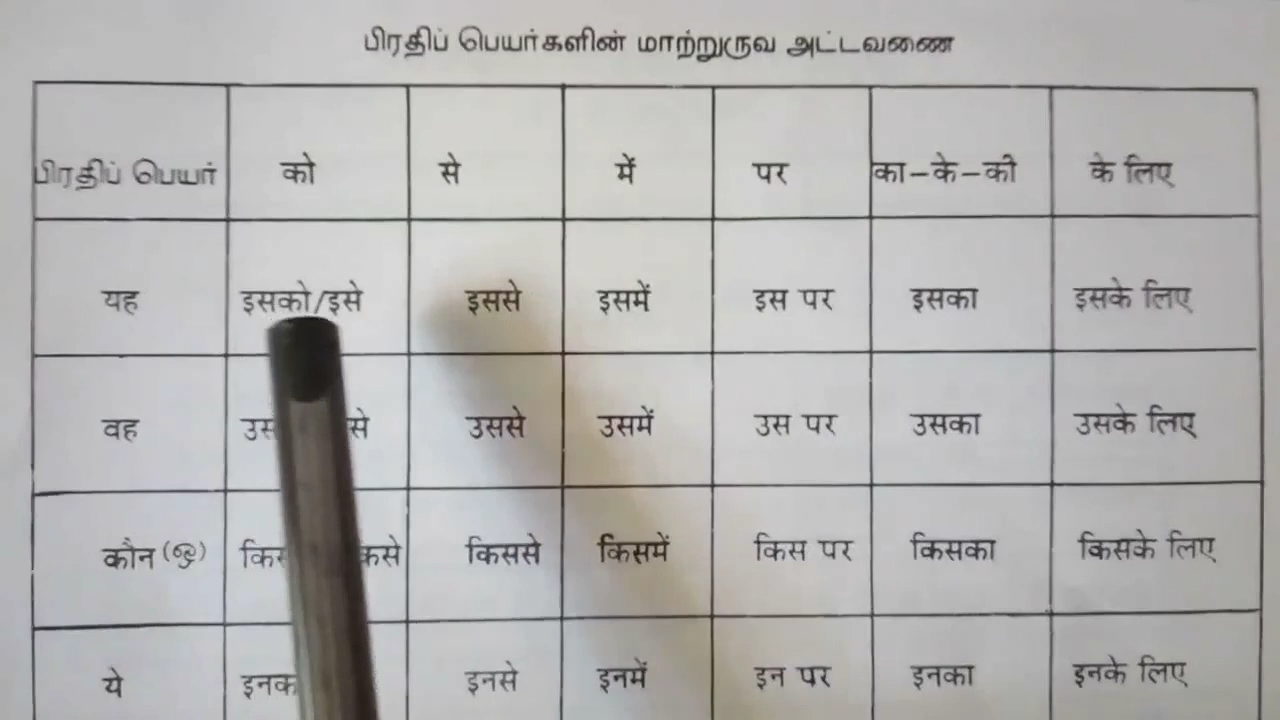 பிரதிப் பெயர்களின் மாற்றுருவ அட்டவணை
பிரதிப் பெயர் को से में पर का-के-की के लिए
यह इसको/इसे इससे इसमें इस पर इसका इसके लिए
वह उससे उसमें उस पर उसका उसके लिए
कौन (ஒ) किससे किसमें किस पर किसका किसके लिए
ये इनसे इनमें इन पर इनका इनके लिए